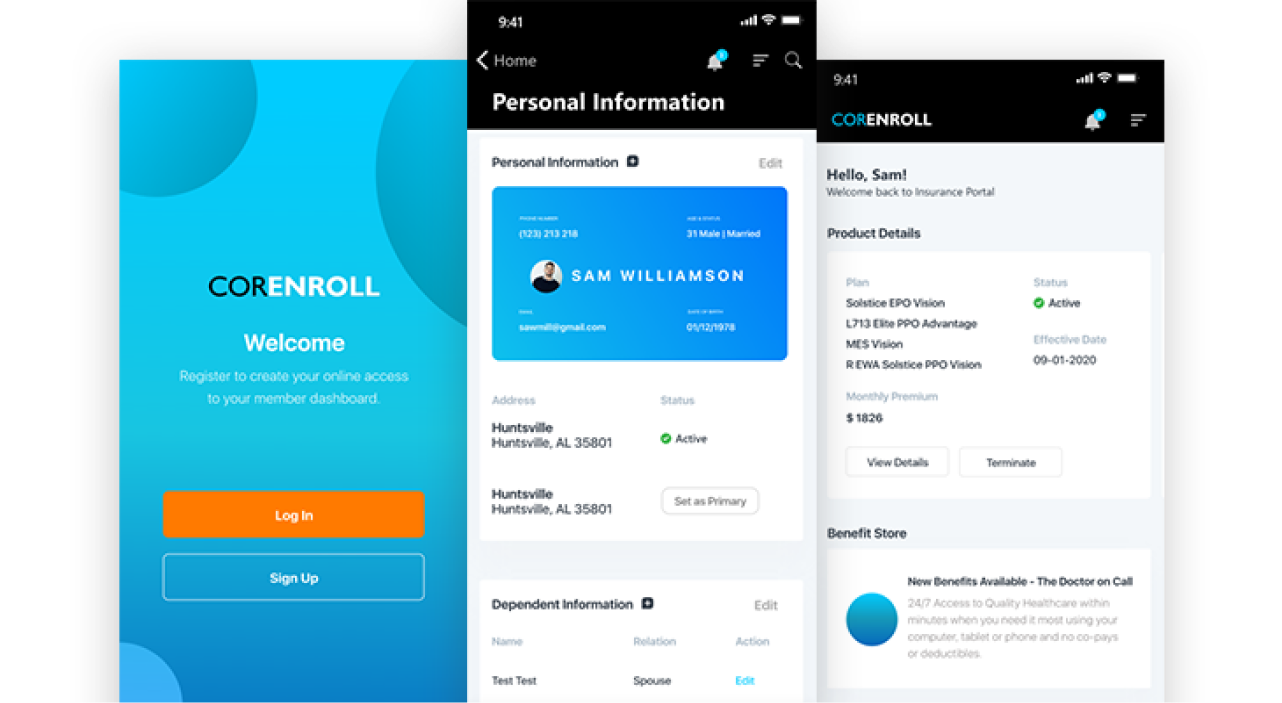 CORENROLL
Welcome
Register to create your online access
to your member dashboard.
Log In
Sign Up
9:41
Home
Personal Information
Personal Information
Edit
PHONE NUMBER
AGE & STATUS
(123) 213 218
31 Male | Married
SAM WILLIAMSON
EMAIL
DATE OF BIRTH
sawmill@gmail.com
01/12/1978
Address
Status
Huntsville
Huntsville, AL 35801
Active
Huntsville
Huntsville, AL 35801
Set as Primary
Dependent Information
Edit
Name
Relation
Action
Test Test
Spouse
Edit
9:41
CORENROLL
Hello, Sam!
Welcome back to Insurance Portal
Product Details
Plan
Status
Solstice EPO Vision
Active
L713 Elite PPO Advantage
MES Vision
Effective Date
R EWA Solstice PPO Vision
09-01-2020
Monthly Premium
$ 1826
View Details
Terminate
Benefit Store
New Benefits Available - The Doctor on Call
24/7 Access to Quality Healthcare within
minutes when you need it most using your
computer, tablet or phone and no co-pays
or deductibles.